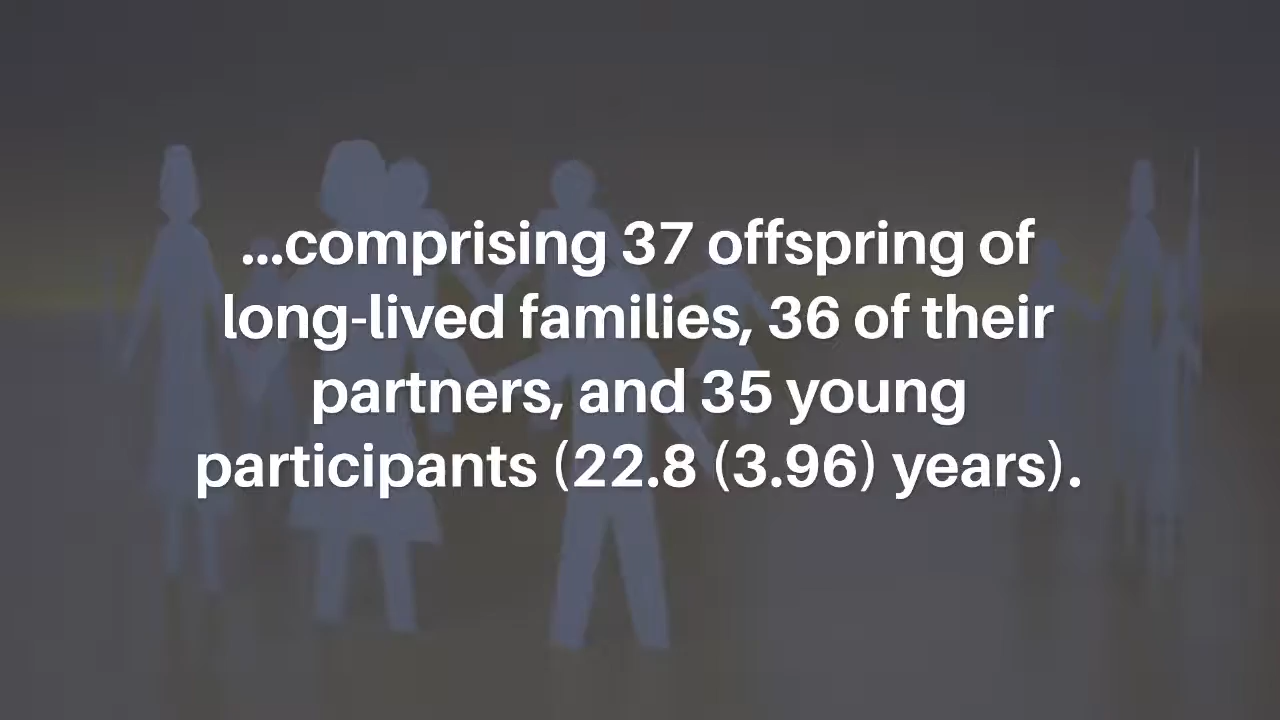 ...comprising 37 offspring of
long-lived families, 36 of their
partners, and 35 young
participants (22.8 (3.96) years).